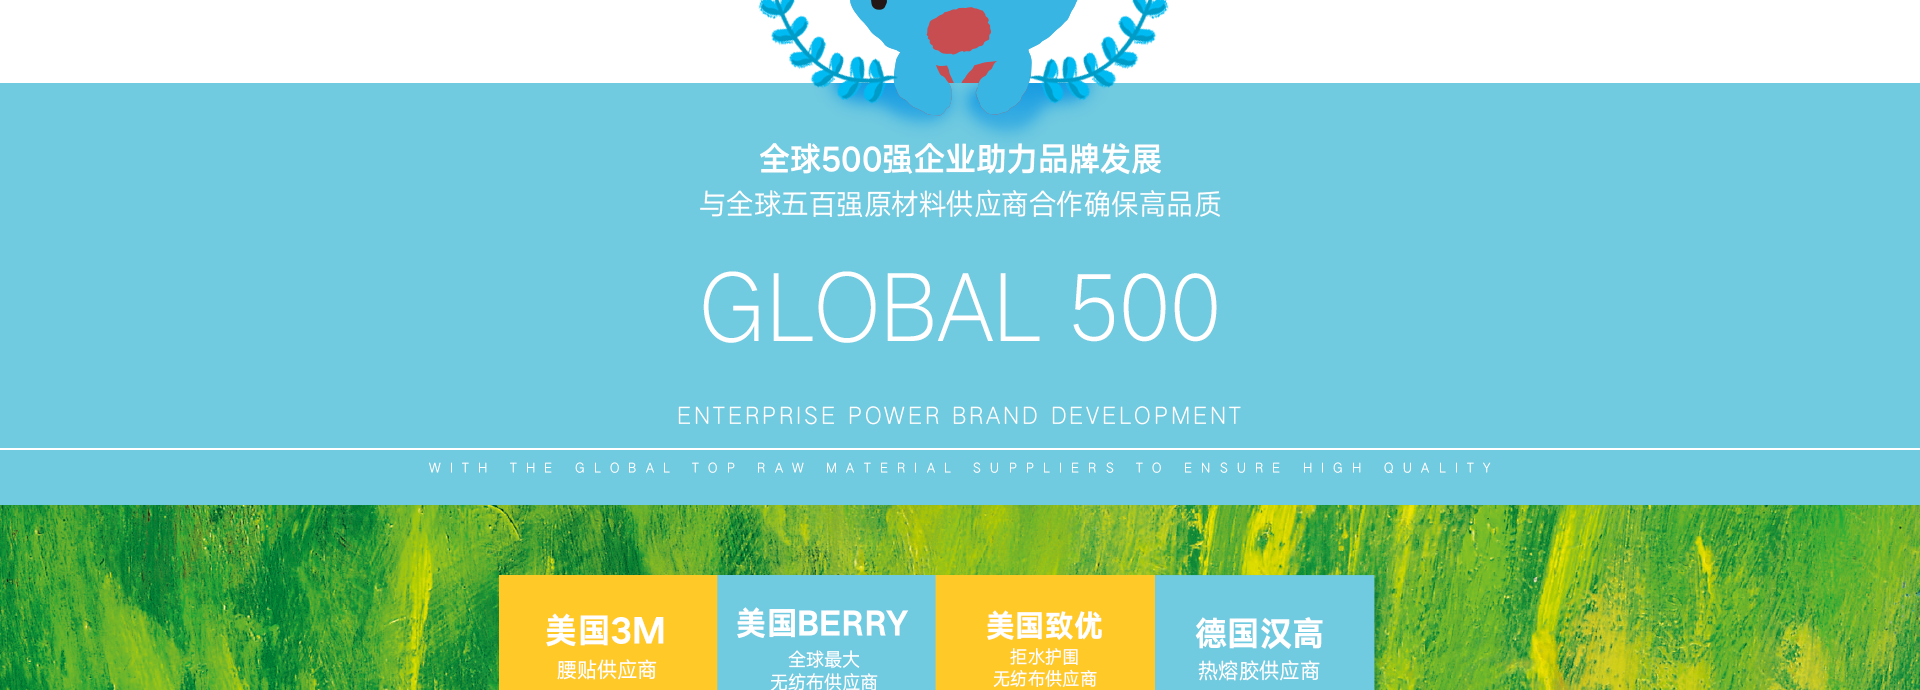 全球500强企业助力品牌发展
与全球五百强原材料供应商合作确保高品质
GLOBAL 500
ENTERPRISE POWER BRAND DEVELOPMENT
WITH THE GLOBAL TOP RAW MATERIAL SUPPLIERS TO ENSURE HIGH QUALITY
美国3M
腰贴供应商
美国BERRY
全球最大
无纺布供应商
美国致优
拒水护围
无纺布供应商
德国汉高
热熔胶供应商